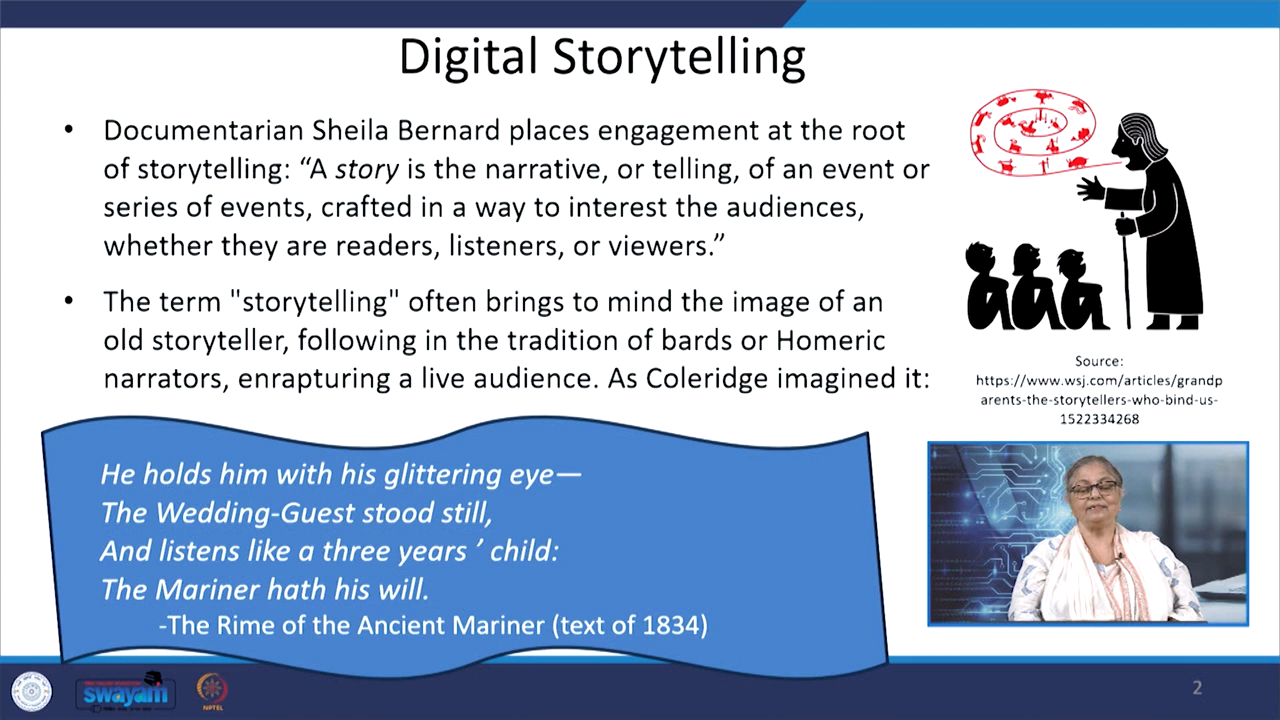 Digital Storytelling
• Documentarian Sheila Bernard places engagement at the root
of storytelling: “A story is the narrative, or telling, of an event or
series of events, crafted in a way to interest the audiences,
whether they are readers, listeners, or viewers.”
• The term "storytelling" often brings to mind the image of an
old storyteller, following in the tradition of bards or Homeric
narrators, enrapturing a live audience. As Coleridge imagined it:
He holds him with his glittering eye—
The Wedding-Guest stood still,
And listens like a three years ’ child:
The Mariner hath his will.
-The Rime of the Ancient Mariner (text of 1834)
Source:
https://www.wsj.com/articles/grandp
arents-the-storytellers-who-bind-us-
1522334268
swayam
NPTEL
2